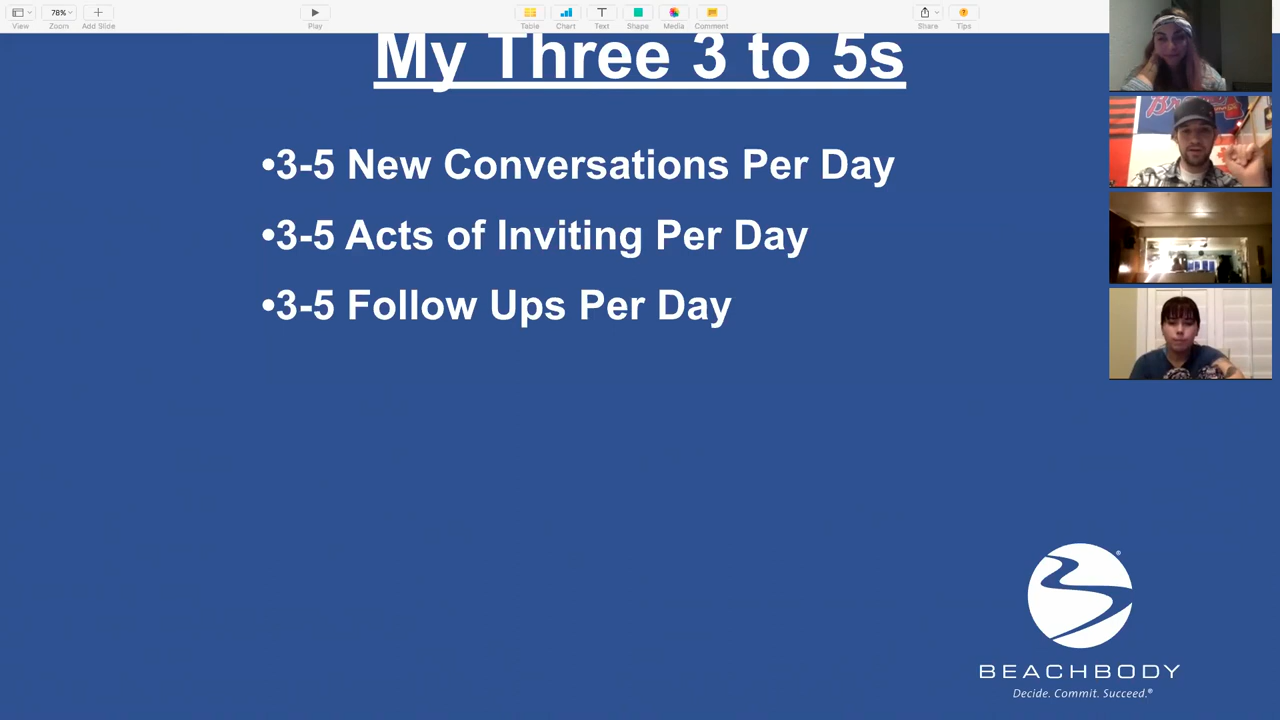 78%
View
Zoom
Add Slide
Play
Table
Chart
Text
Shape
Media
Comment
Share
Tips
My Three 3 to 5s
•3-5 New Conversations Per Day
•3-5 Acts of Inviting Per Day
•3-5 Follow Ups Per Day
BEACHBODY
Decide. Commit. Succeed.®